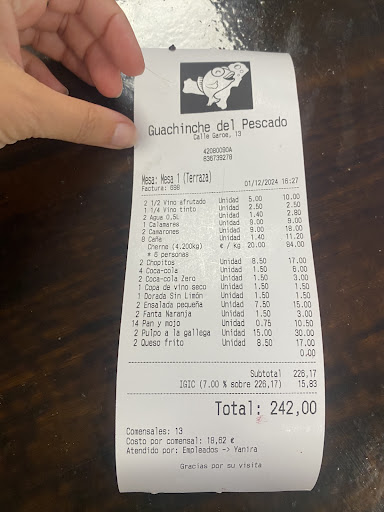 Guachinche del Pescado
Calle Garoe, 13
42080090A
636739278
Mesa: Mesa 1 (Terraza)
Factura: 698 01/12/2024 16:27
2 1/2 Vino afrutado Unidad 5.00 10.00
1 1/4 Vino tinto Unidad 2.50 2.50
2 Agua 0,5L Unidad 1.40 2.80
1 Calamares Unidad 9.00 9.00
2 Camarones Unidad 9.00 18.00
8 Caña Unidad 1.40 11.20
Cherne (4.200kg) € / kg 20.00 84.00
* 6 personas
2 Chopitos Unidad 8.50 17.00
4 Coca-cola Unidad 1.50 6.00
2 Coca-cola Zero Unidad 1.50 3.00
1 Copa de vino seco Unidad 1.50 1.50
1 Dorada Sin Limón Unidad 1.50 1.50
2 Ensalada pequeña Unidad 7.50 15.00
2 Fanta Naranja Unidad 1.50 3.00
14 Pan y mojo Unidad 0.75 10.50
2 Pulpo a la gallega Unidad 15.00 30.00
2 Queso frito Unidad 8.50 17.00
0.00
Subtotal 226,17
IGIC (7.00 % sobre 226,17) 15,83
Total: 242,00
Comensales: 13
Costo por comensal: 18,62 €
Atendido por: Empleados -> Yanira
Gracias por su visita